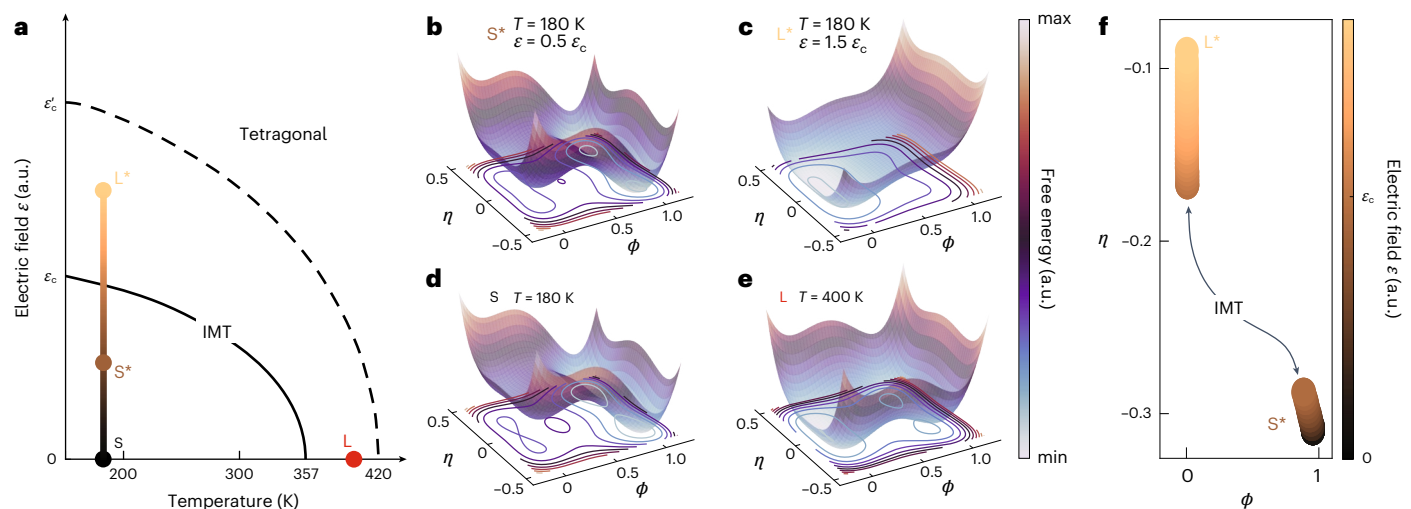 a
Electric field ε (a.u.)
ε′c
εc
0
Tetragonal
L*
IMT
S*
S
L
200
300
357
420
Temperature (K)
b
S*
T = 180 K
ε = 0.5 εc
0.5
0
−0.5
η
0
0.5
1.0
ϕ
c
L*
T = 180 K
ε = 1.5 εc
0.5
0
−0.5
η
0
0.5
1.0
ϕ
d
S T = 180 K
0.5
0
−0.5
η
0
0.5
1.0
ϕ
e
L T = 400 K
0.5
0
−0.5
η
0
0.5
1.0
ϕ
max
Free energy (a.u.)
min
f
L*
−0.1
−0.2
−0.3
η
IMT
S*
0
1
ϕ
εc
0
Electric field ε (a.u.)